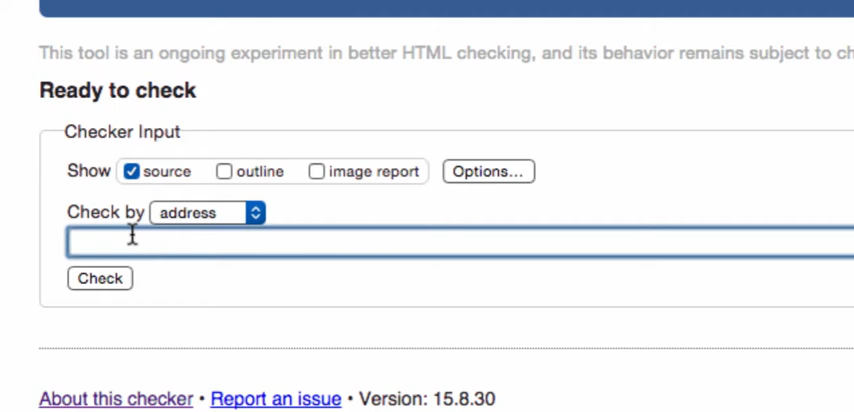 This tool is an ongoing experiment in better HTML checking, and its behavior remains subject to
Ready to check
Checker Input
Show source outline image report Options...
Check by address
Check
About this checker • Report an issue • Version: 15.8.30